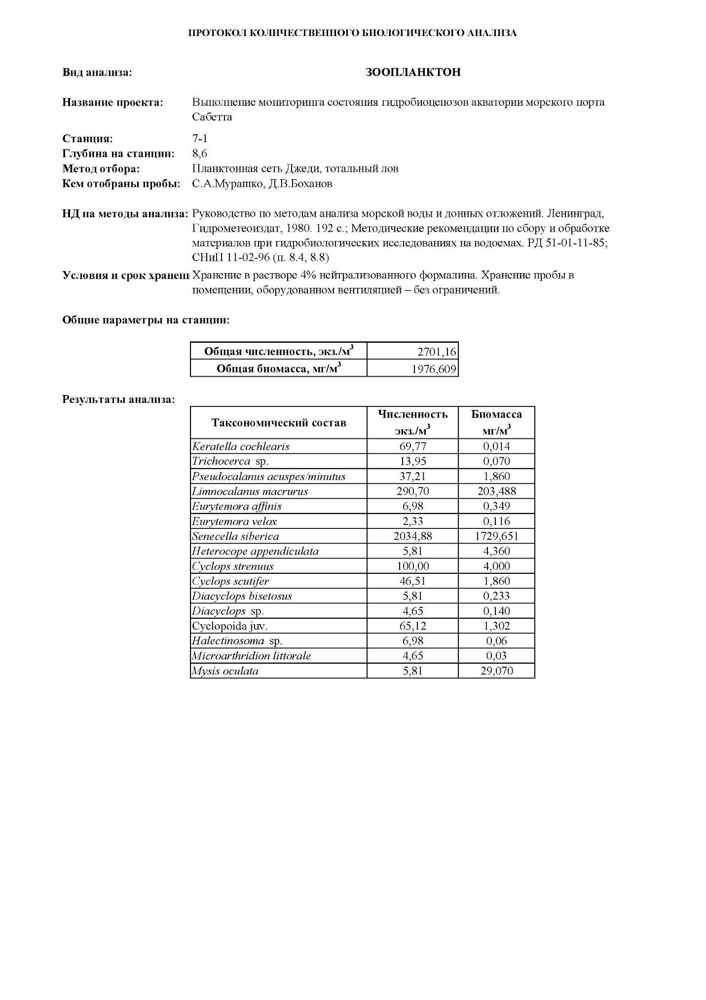 ПРОТОКОЛ КОЛИЧЕСТВЕННОГО БИОЛОГИЧЕСКОГО АНАЛИЗА
Вид анализа: ЗООПЛАНКТОН
Название проекта: Выполнение мониторинга состояния гидробиоценозов акватории морского порта
Сабетта
Станция: 7-1
Глубина на станции: 8,6
Метод отбора: Планктонная сеть Джеди, тотальный лов
Кем отобраны пробы: С.А.Мурашко, Д.В.Боханов
НД на методы анализа: Руководство по методам анализа морской воды и донных отложений. Ленинград,
Гидрометеоиздат, 1980. 192 с.; Методические рекомендации по сбору и обработке
материалов при гидробиологических исследованиях на водоемах. РД 51-01-11-85;
СНиП 11-02-96 (п. 8.4, 8.8)
Условия и срок хранени Хранение в растворе 4% нейтрализованного формалина. Хранение пробы в
помещении, оборудованном вентиляцией – без ограничений.
Общие параметры на станции:
Общая численность, экз./м³ 2701,16
Общая биомасса, мг/м³ 1976,609
Результаты анализа:
Таксономический состав Численность экз./м³ Биомасса мг/м³
Keratella cochlearis 69,77 0,014
Trichocerca sp. 13,95 0,070
Pseudocalanus acuspes/minutus 37,21 1,860
Limnocalanus macrurus 290,70 203,488
Eurytemora affinis 6,98 0,349
Eurytemora velox 2,33 0,116
Senecella siberica 2034,88 1729,651
Heterocope appendiculata 5,81 4,360
Cyclops strenuus 100,00 4,000
Cyclops scutifer 46,51 1,860
Diacyclops bisetosus 5,81 0,233
Diacyclops sp. 4,65 0,140
Cyclopoida juv. 65,12 1,302
Halectinosoma sp. 6,98 0,06
Microarthridion littorale 4,65 0,03
Mysis oculata 5,81 29,070